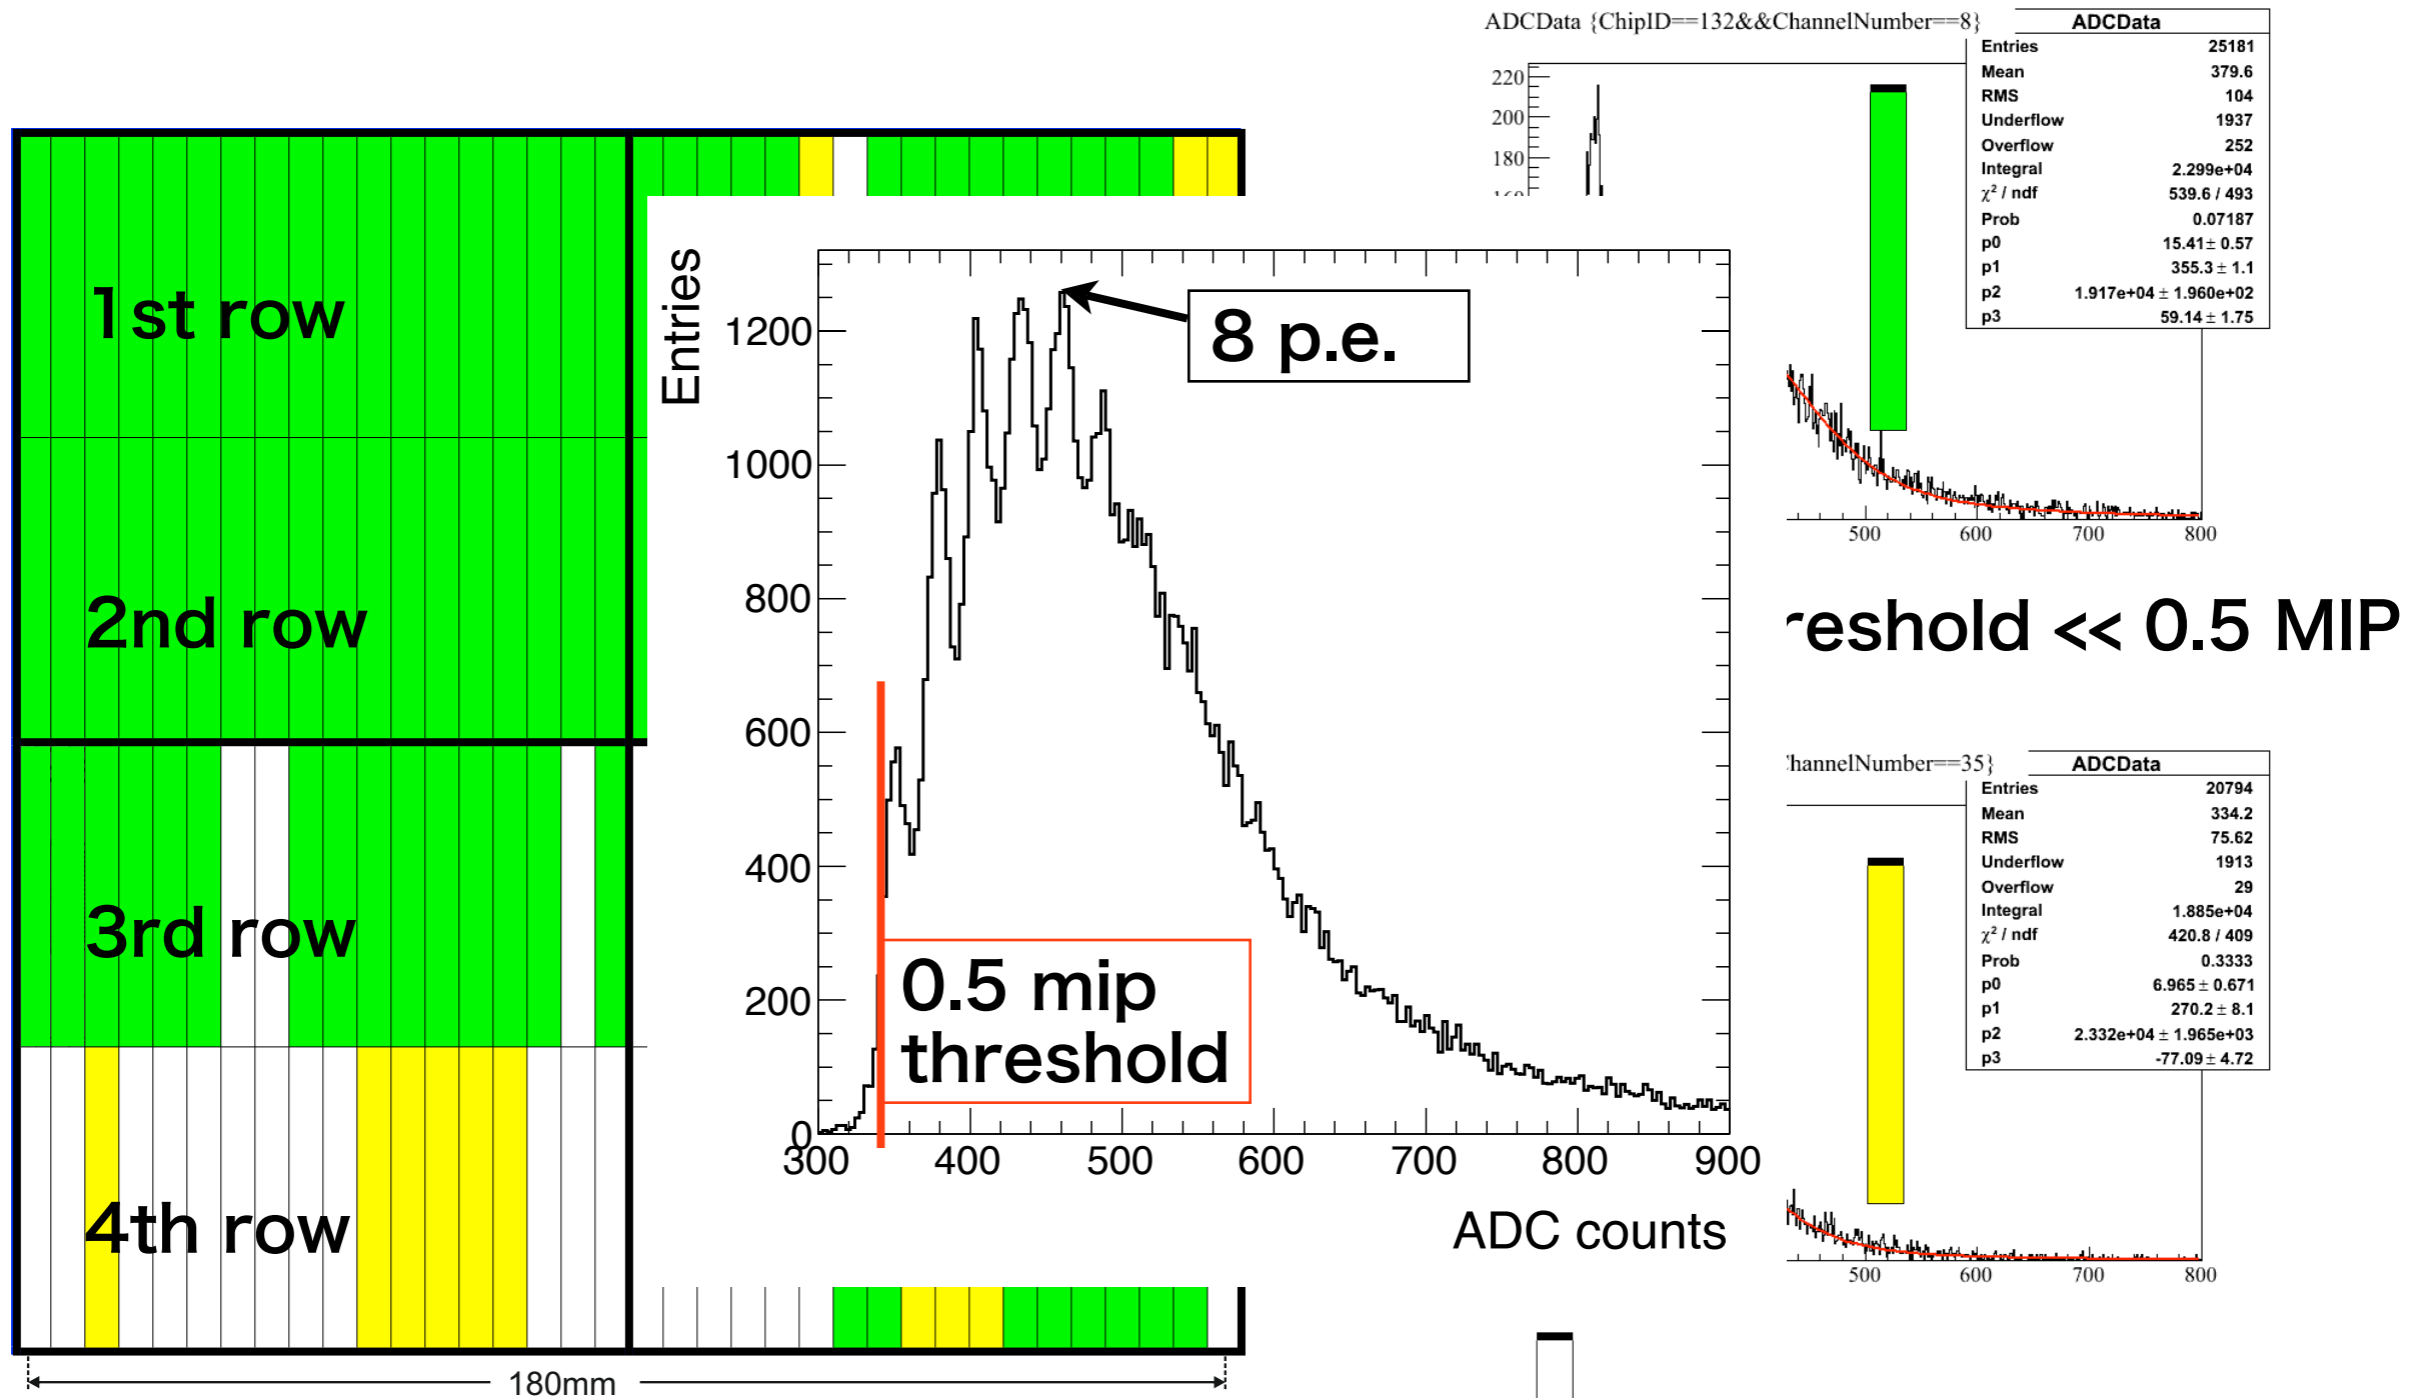 ADCData {ChipID==132&&ChannelNumber==8}
ADCData
Entries 25181
Mean 379.6
RMS 104
Underflow 1937
Overflow 252
Integral 2.299e+04
χ² / ndf 539.6 / 493
Prob 0.07187
p0 15.41 ± 0.57
p1 355.3 ± 1.1
p2 1.917e+04 ± 1.960e+02
p3 59.14 ± 1.75
220
200
180
500 600 700 800
1st row
2nd row
3rd row
4th row
180mm
Entries
1200
1000
800
600
400
200
0
300 400 500 600 700 800 900
ADC counts
8 p.e.
0.5 mip
threshold
reshold << 0.5 MIP
hannelNumber==35}
ADCData
Entries 20794
Mean 334.2
RMS 75.62
Underflow 1913
Overflow 29
Integral 1.885e+04
χ² / ndf 420.8 / 409
Prob 0.3333
p0 6.965 ± 0.671
p1 270.2 ± 8.1
p2 2.332e+04 ± 1.965e+03
p3 -77.09 ± 4.72
500 600 700 800